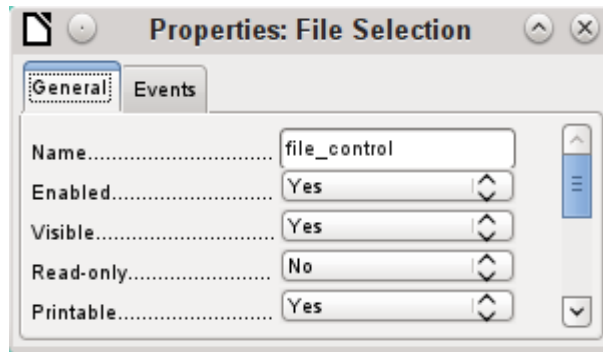 Properties: File Selection
General Events
Name............................. file_control
Enabled......................... Yes
Visible........................... Yes
Read-only....................... No
Printable........................ Yes